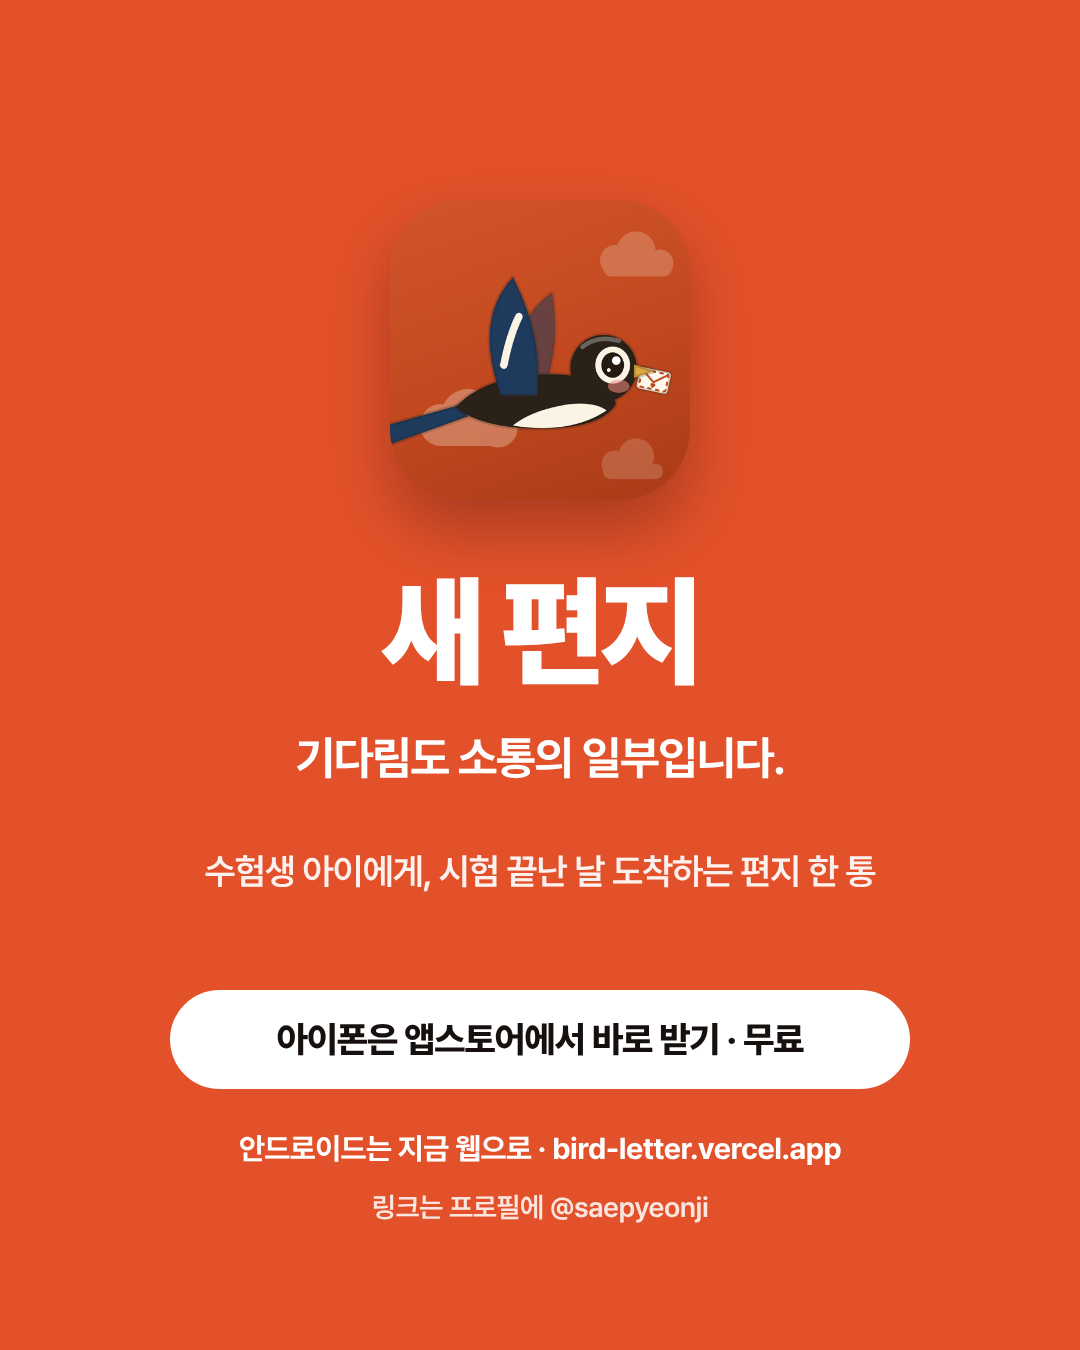 새 편지
기다림도 소통의 일부입니다.
수험생 아이에게, 시험 끝난 날 도착하는 편지 한 통
아이폰은 앱스토어에서 바로 받기 · 무료
안드로이드는 지금 웹으로 · bird-letter.vercel.app
링크는 프로필에 @saepyeonji